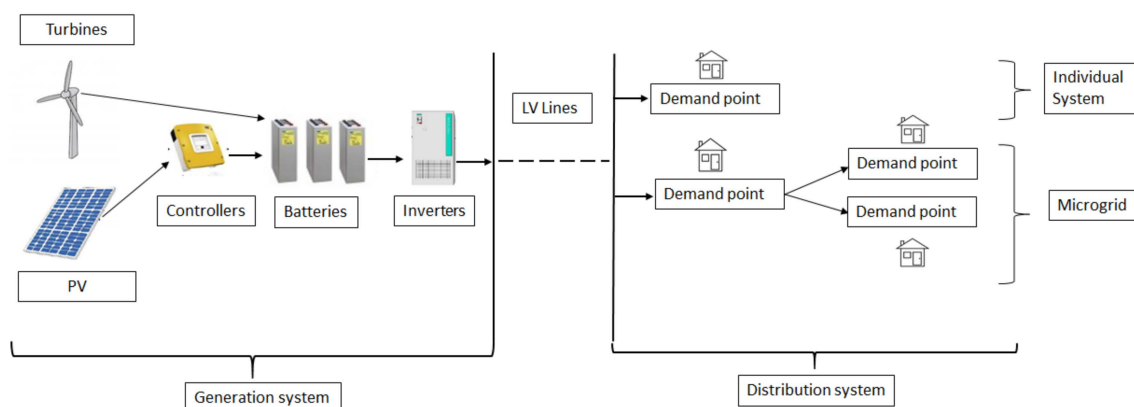 Turbines
LV Lines
Demand point
Individual
System
Demand point
Demand point
Demand point
Microgrid
Controllers
Batteries
Inverters
PV
Generation system
Distribution system